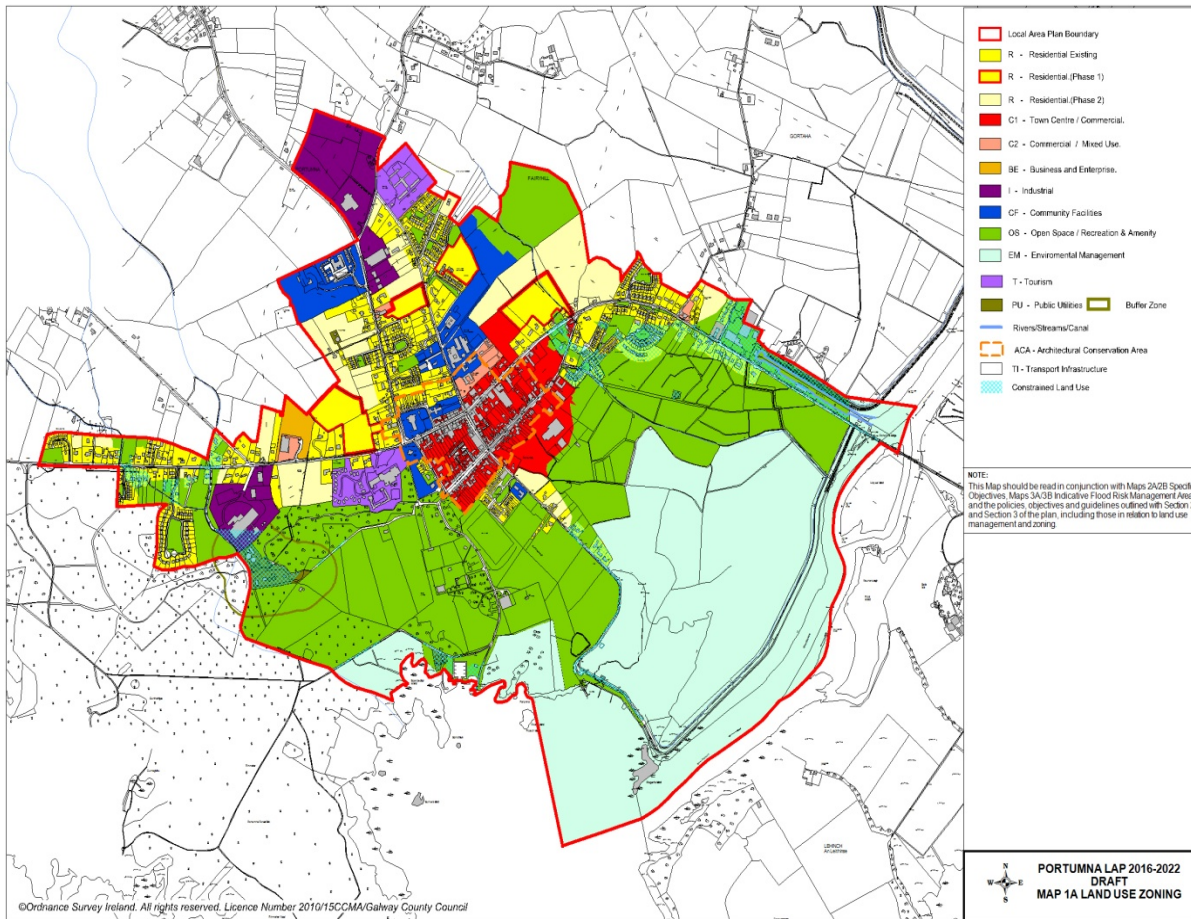 Local Area Plan Boundary
R - Residential Existing
R - Residential.(Phase 1)
R - Residential.(Phase 2)
C1 - Town Centre / Commercial.
C2 - Commercial / Mixed Use.
BE - Business and Enterprise.
I - Industrial
CF - Community Facilities
OS - Open Space / Recreation & Amenity
EM - Enviromental Management
T - Tourism
PU - Public Utilities
Buffer Zone
Rivers/Streams/Canal
ACA - Architectural Conservation Area
TI - Transport Infrastructure
Constrained Land Use
NOTE:
This Map should be read in conjunction with Maps 2A/2B Specifi
Objectives, Maps 3A/3B Indicative Flood Risk Management Area
and the policies, objectives and guidelines outlined with Section
and Section 3 of the plan, including those in relation to land use
management and zoning.
GORTAHA
FAIRYHILL
LEHINCH
N
W E
S
PORTUMNA LAP 2016-2022
DRAFT
MAP 1A LAND USE ZONING
©Ordnance Survey Ireland. All rights reserved. Licence Number 2010/15CCMA/Galway County Council